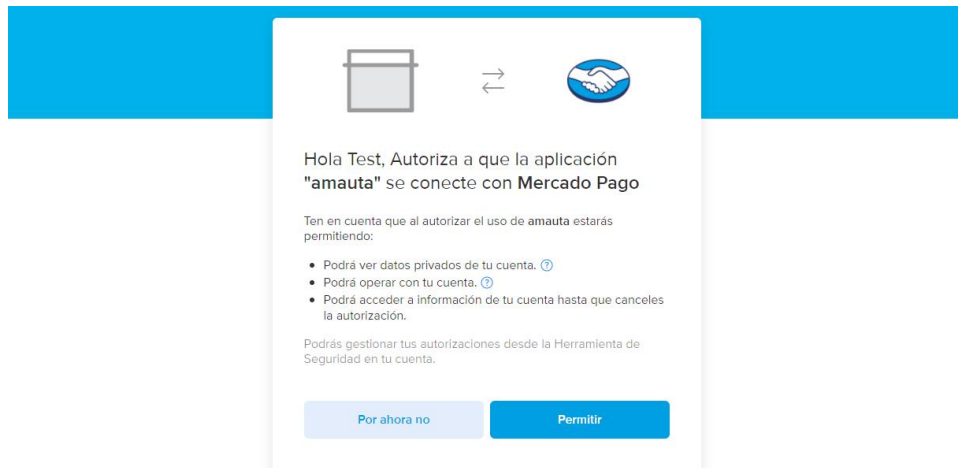 Hola Test, Autoriza a que la aplicación
"amauta" se conecte con Mercado Pago
Ten en cuenta que al autorizar el uso de amauta estarás
permitiendo:
• Podrá ver datos privados de tu cuenta. ?
• Podrá operar con tu cuenta. ?
• Podrá acceder a información de tu cuenta hasta que canceles
la autorización.
Podrás gestionar tus autorizaciones desde la Herramienta de
Seguridad en tu cuenta.
Por ahora no
Permitir